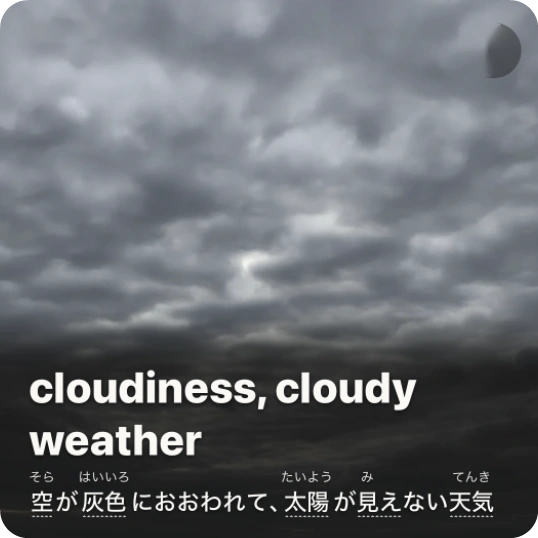 cloudiness, cloudy
weather
そら はいいろ たいよう み てんき
空が灰色におおわれて、太陽が見えない天気